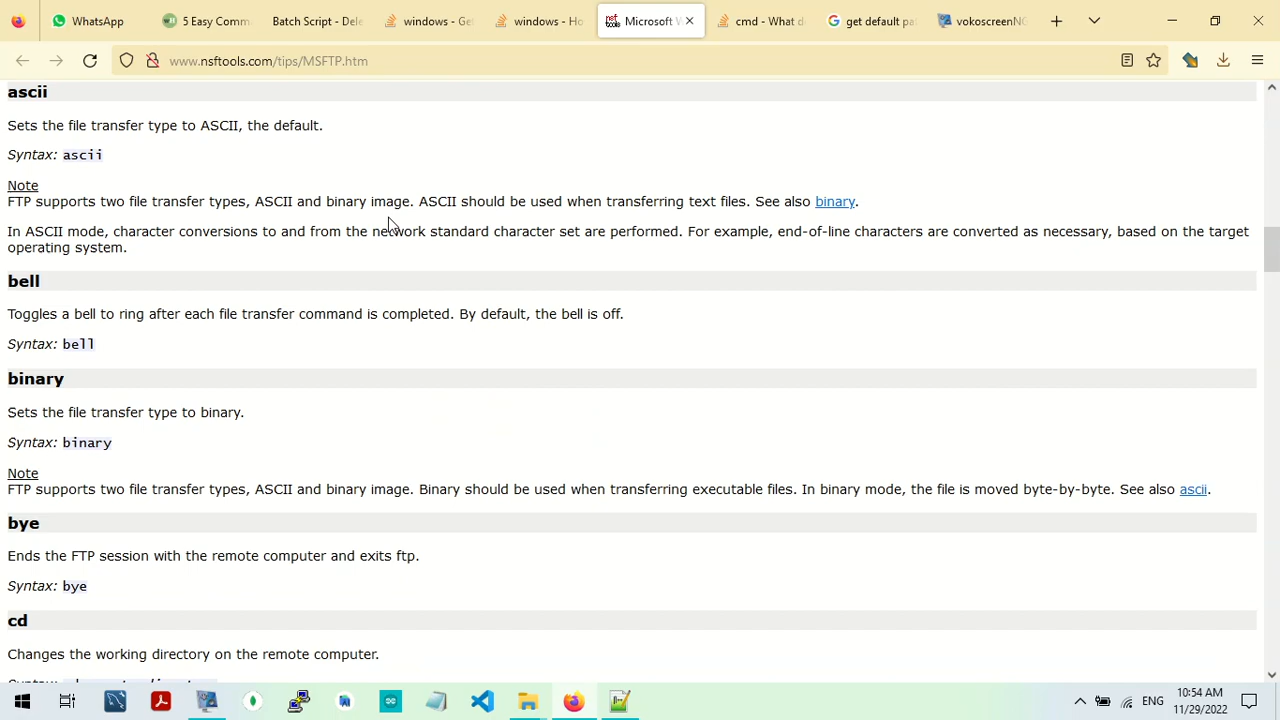 WhatsApp
5 Easy Comm
Batch Script - Dele
windows - Ge
windows - Ho
Microsoft W
cmd - What d
get default pa
vokoscreenNG
www.nsftools.com/tips/MSFTP.htm
ascii
Sets the file transfer type to ASCII, the default.
Syntax: ascii
Note
FTP supports two file transfer types, ASCII and binary image. ASCII should be used when transferring text files. See also binary.
In ASCII mode, character conversions to and from the network standard character set are performed. For example, end-of-line characters are converted as necessary, based on the target
operating system.
bell
Toggles a bell to ring after each file transfer command is completed. By default, the bell is off.
Syntax: bell
binary
Sets the file transfer type to binary.
Syntax: binary
Note
FTP supports two file transfer types, ASCII and binary image. Binary should be used when transferring executable files. In binary mode, the file is moved byte-by-byte. See also ascii.
bye
Ends the FTP session with the remote computer and exits ftp.
Syntax: bye
cd
Changes the working directory on the remote computer.
ENG
10:54 AM
11/29/2022